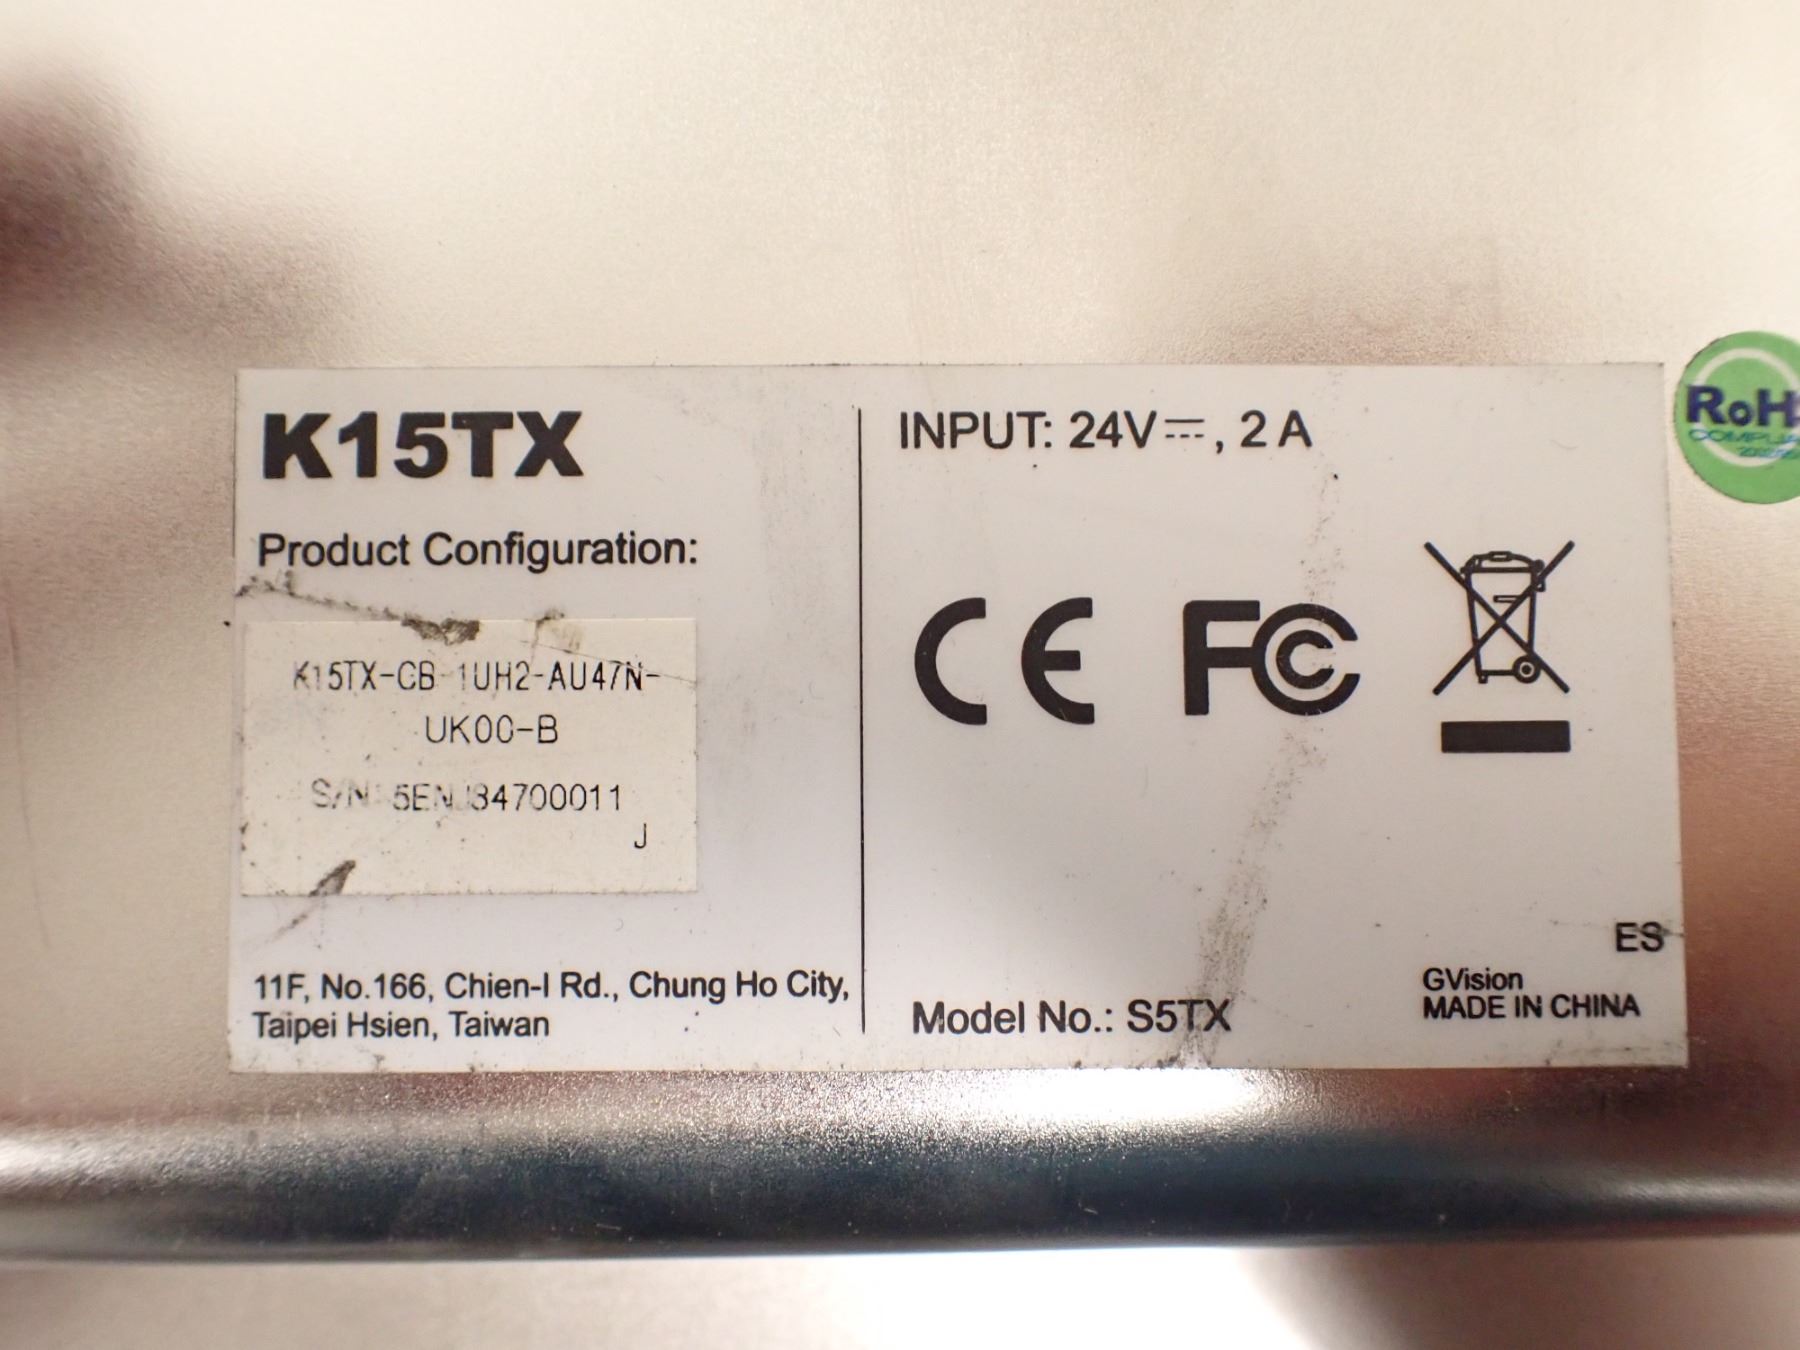 K15TX
Product Configuration:
K15TX-CB-1UH2-AU47N-
UK00-B
S/N
J
11F, No.166, Chien-I Rd., Chung Ho City,
Taipei Hsien, Taiwan
INPUT: 24V⎓, 2 A
CE FC
Model No.: S5TX
ES
GVision
MADE IN CHINA
RoHS